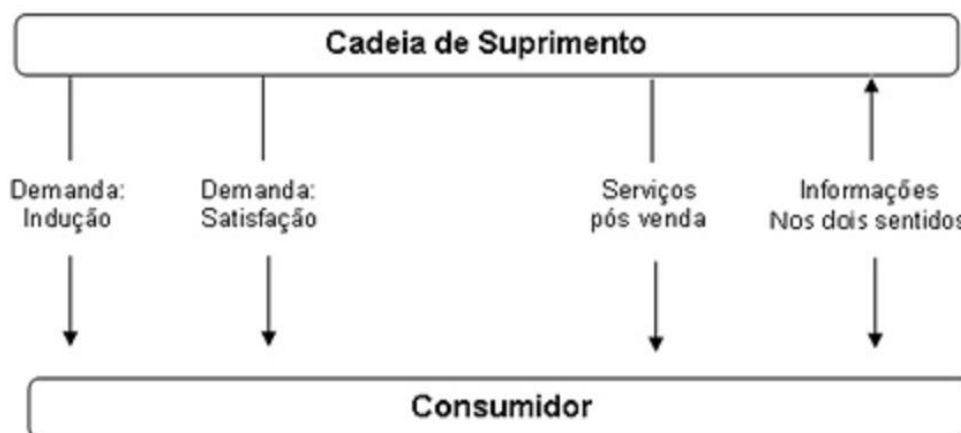 Cadeia de Suprimento
Demanda:
Indução
Demanda:
Satisfação
Serviços
pós venda
Informações
Nos dois sentidos
Consumidor